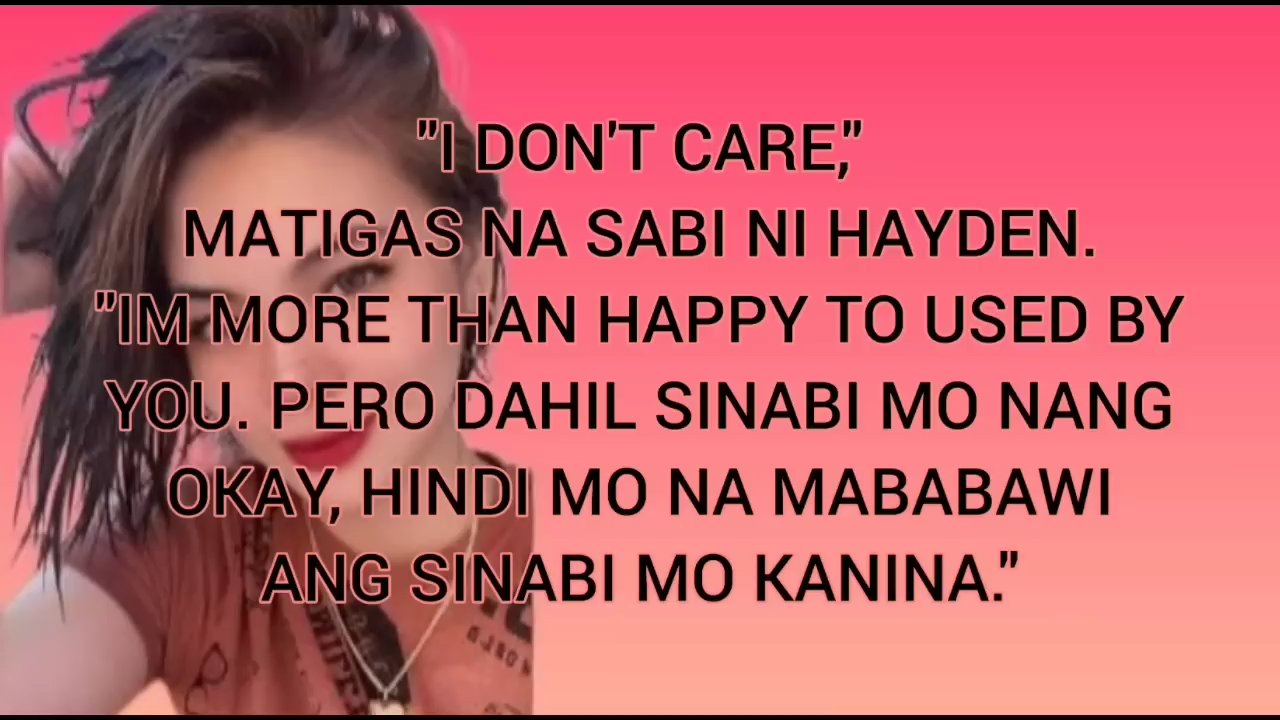 "I DON'T CARE,"
MATIGAS NA SABI NI HAYDEN.
"IM MORE THAN HAPPY TO USED BY
YOU. PERO DAHIL SINABI MO NANG
OKAY, HINDI MO NA MABABAWI
ANG SINABI MO KANINA."